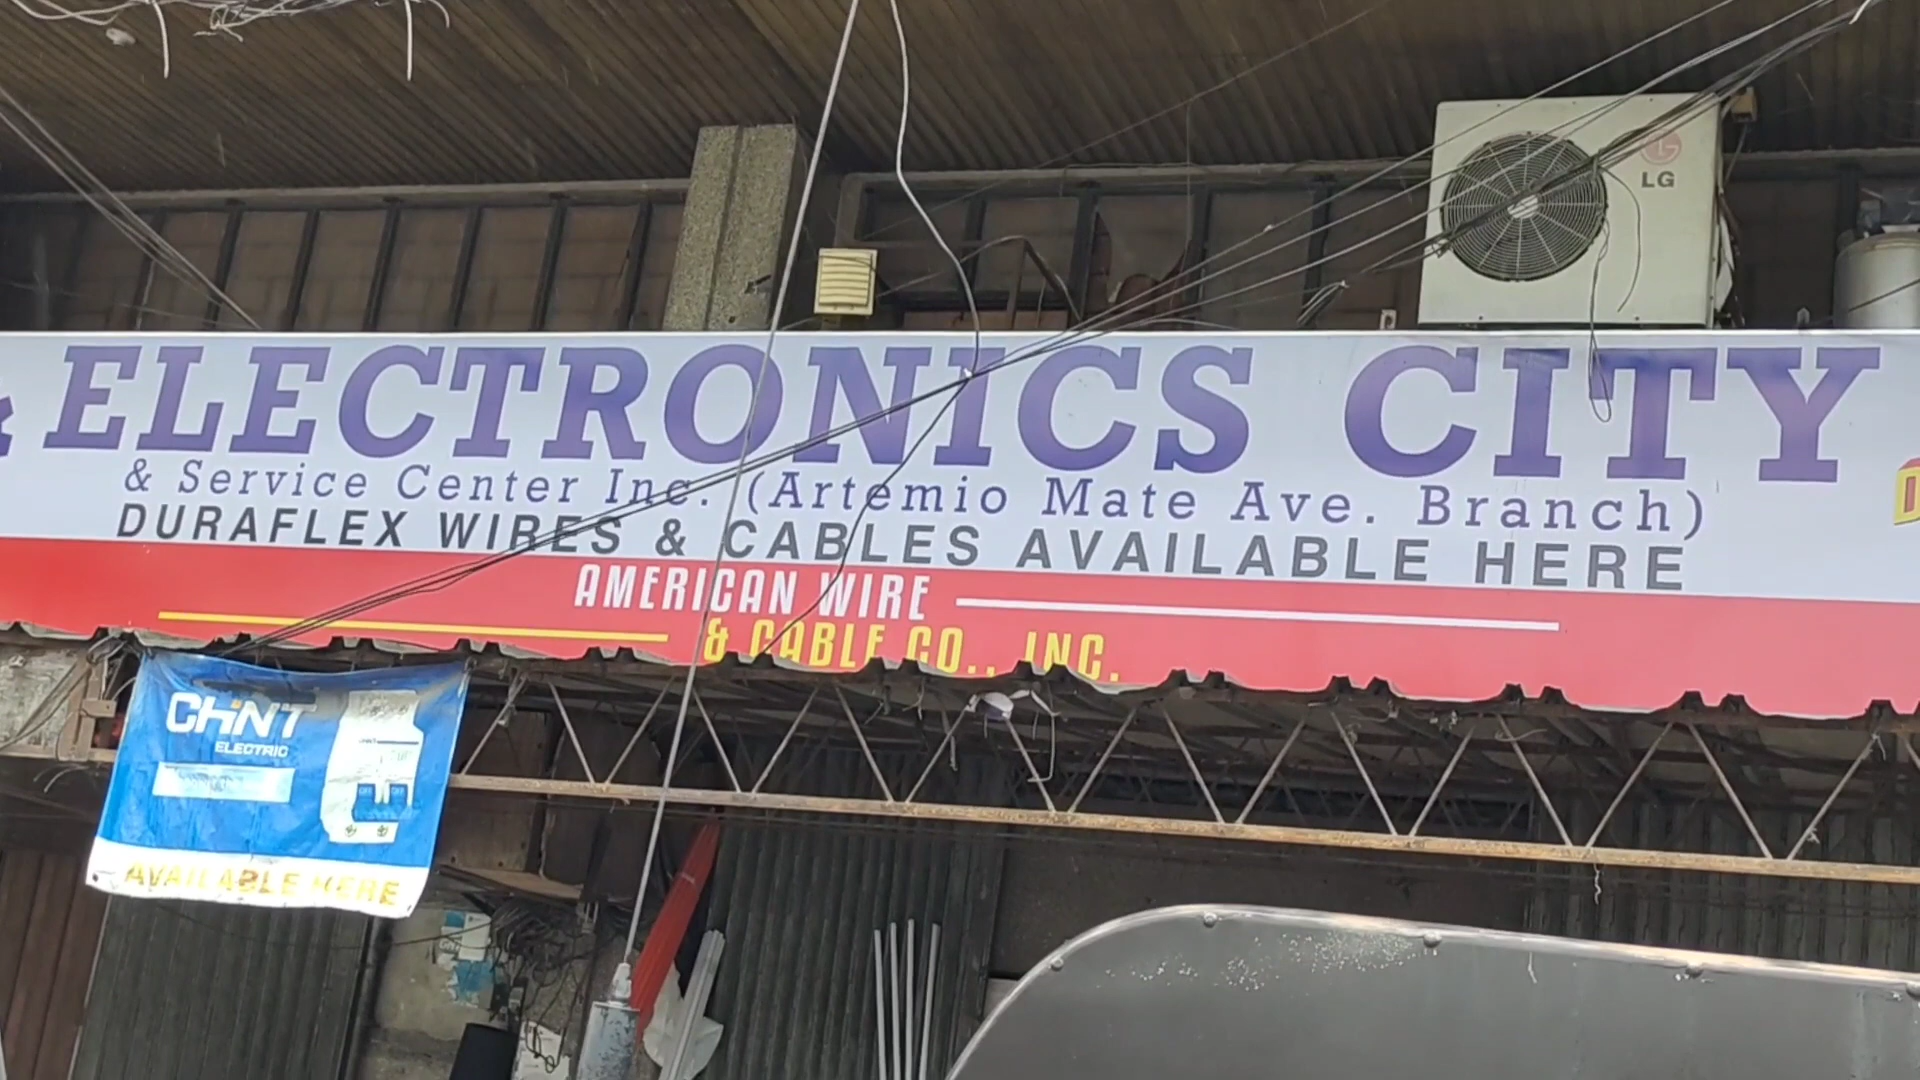 LG
& ELECTRONICS CITY
& Service Center Inc. (Artemio Mate Ave. Branch)
DURAFLEX WIRES & CABLES AVAILABLE HERE
AMERICAN WIRE
& CABLE CO., INC.
CHiNT
ELECTRIC
AVAILABLE HERE